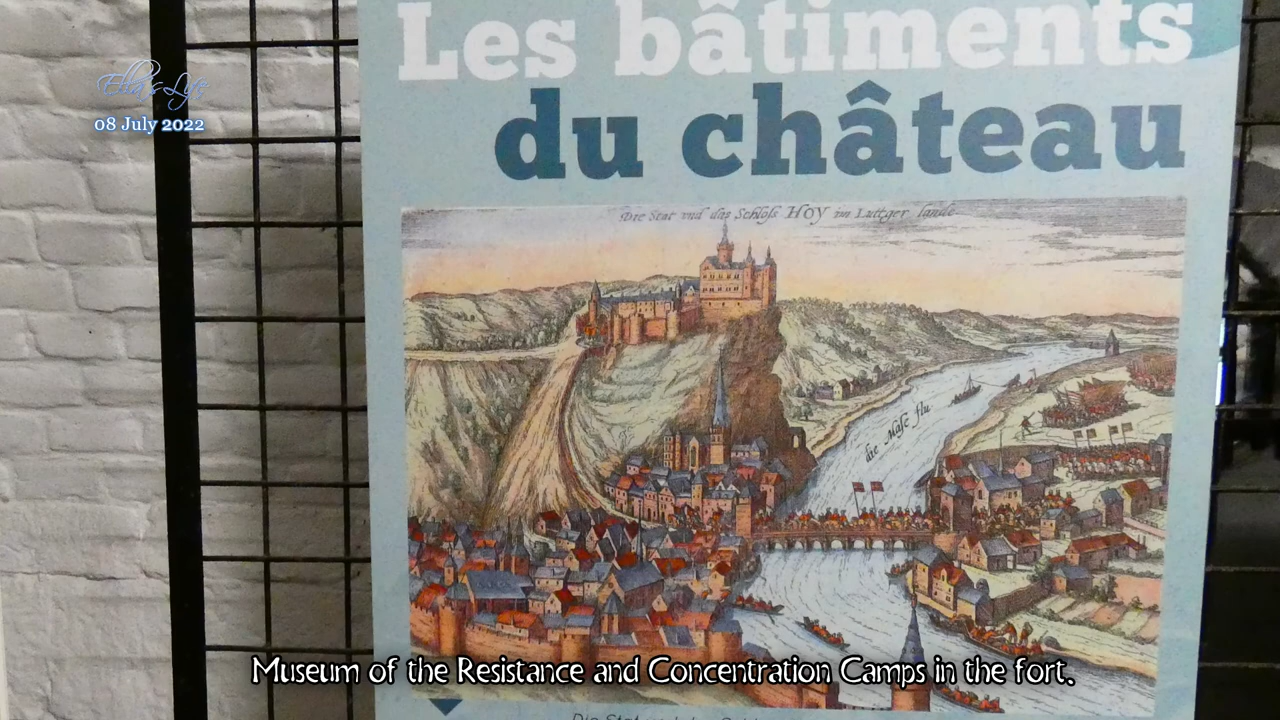 Les bâtiments
du château
Ella's Life
08 July 2022
Die Stat vnd das Schloss HOY im Luttger lande.
die Mase flu
Museum of the Resistance and Concentration Camps in the fort.